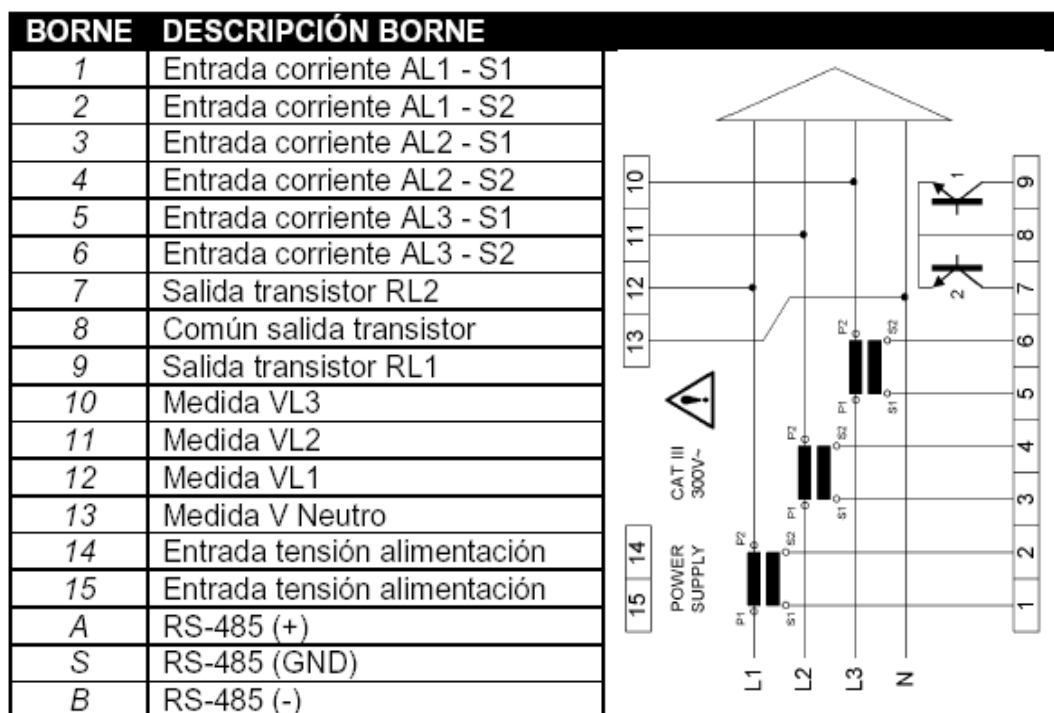 BORNE DESCRIPCIÓN BORNE
1 Entrada corriente AL1 - S1
2 Entrada corriente AL1 - S2
3 Entrada corriente AL2 - S1
4 Entrada corriente AL2 - S2
5 Entrada corriente AL3 - S1
6 Entrada corriente AL3 - S2
7 Salida transistor RL2
8 Común salida transistor
9 Salida transistor RL1
10 Medida VL3
11 Medida VL2
12 Medida VL1
13 Medida V Neutro
14 Entrada tensión alimentación
15 Entrada tensión alimentación
A RS-485 (+)
S RS-485 (GND)
B RS-485 (-)
10
11
12
13
CAT III
300V~
14
15
POWER
SUPPLY
1
2
9
8
7
6
5
4
3
2
1
P2
S2
P1
S1
P2
S2
P1
S1
P2
S2
P1
S1
L1
L2
L3
N